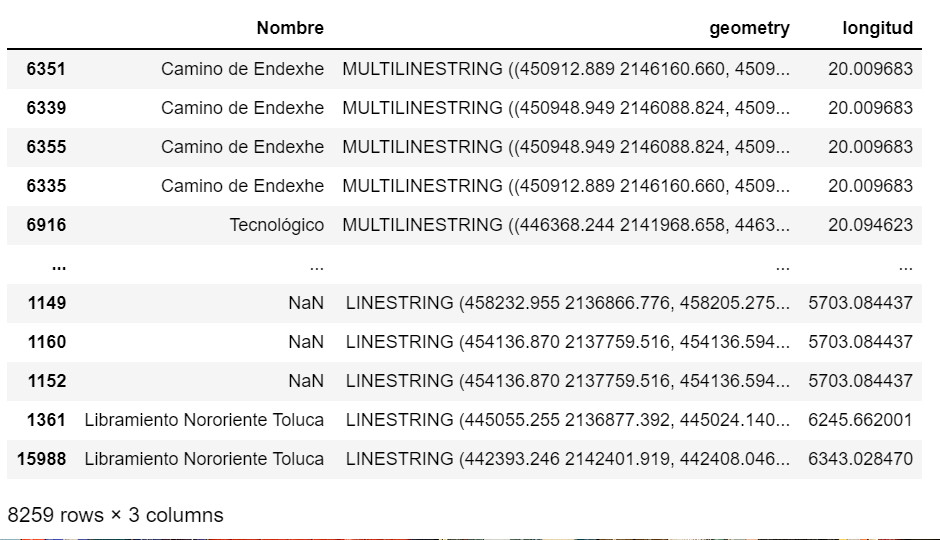 Nombre geometry longitud
6351 Camino de Endexhe MULTILINESTRING ((450912.889 2146160.660, 4509... 20.009683
6339 Camino de Endexhe MULTILINESTRING ((450948.949 2146088.824, 4509... 20.009683
6355 Camino de Endexhe MULTILINESTRING ((450948.949 2146088.824, 4509... 20.009683
6335 Camino de Endexhe MULTILINESTRING ((450912.889 2146160.660, 4509... 20.009683
6916 Tecnológico MULTILINESTRING ((446368.244 2141968.658, 4463... 20.094623
... ... ... ...
1149 NaN LINESTRING (458232.955 2136866.776, 458205.275... 5703.084437
1160 NaN LINESTRING (454136.870 2137759.516, 454136.594... 5703.084437
1152 NaN LINESTRING (454136.870 2137759.516, 454136.594... 5703.084437
1361 Libramiento Nororiente Toluca LINESTRING (445055.255 2136877.392, 445024.140... 6245.662001
15988 Libramiento Nororiente Toluca LINESTRING (442393.246 2142401.919, 442408.046... 6343.028470
8259 rows × 3 columns